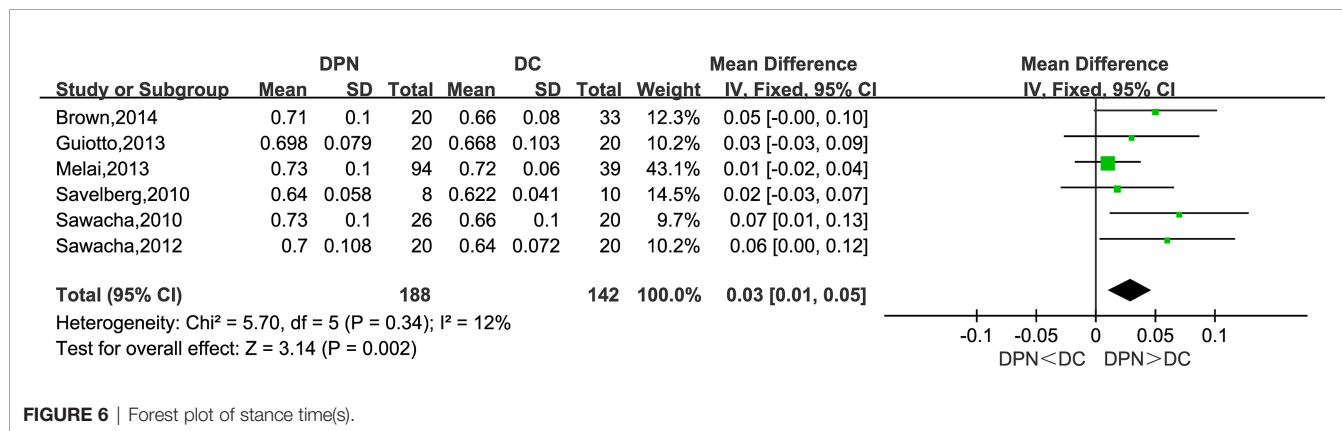 DPN DC Mean Difference Mean Difference
Study or Subgroup Mean SD Total Mean SD Total Weight IV, Fixed, 95% CI IV, Fixed, 95% CI
Brown,2014 0.71 0.1 20 0.66 0.08 33 12.3% 0.05 [-0.00, 0.10]
Guiotto,2013 0.698 0.079 20 0.668 0.103 20 10.2% 0.03 [-0.03, 0.09]
Melai,2013 0.73 0.1 94 0.72 0.06 39 43.1% 0.01 [-0.02, 0.04]
Savelberg,2010 0.64 0.058 8 0.622 0.041 10 14.5% 0.02 [-0.03, 0.07]
Sawacha,2010 0.73 0.1 26 0.66 0.1 20 9.7% 0.07 [0.01, 0.13]
Sawacha,2012 0.7 0.108 20 0.64 0.072 20 10.2% 0.06 [0.00, 0.12]
Total (95% CI) 188 142 100.0% 0.03 [0.01, 0.05]
Heterogeneity: Chi² = 5.70, df = 5 (P = 0.34); I² = 12%
Test for overall effect: Z = 3.14 (P = 0.002)
-0.1 -0.05 0 0.05 0.1
DPN<DC DPN>DC
FIGURE 6 | Forest plot of stance time(s).